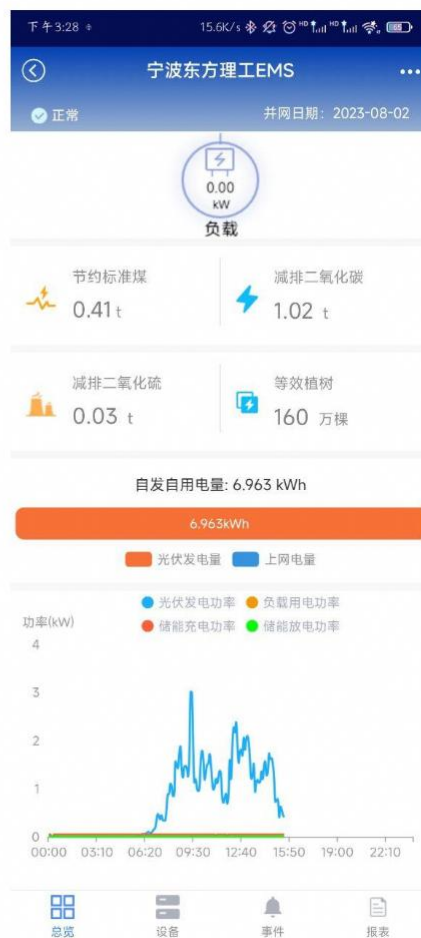 下午3:28
15.6K/s HD HD 65
宁波东方理工EMS
正常
并网日期：2023-08-02
0.00
kW
负载
节约标准煤
0.41 t
减排二氧化碳
1.02 t
减排二氧化硫
0.03 t
等效植树
160 万棵
自发自用电量: 6.963 kWh
6.963kWh
光伏发电量 上网电量
光伏发电功率 负载用电功率
功率(kW)
储能充电功率 储能放电功率
4
3
2
1
0
00:00 03:10 06:20 09:30 12:40 15:50 19:00 22:10
总览 设备 事件 报表